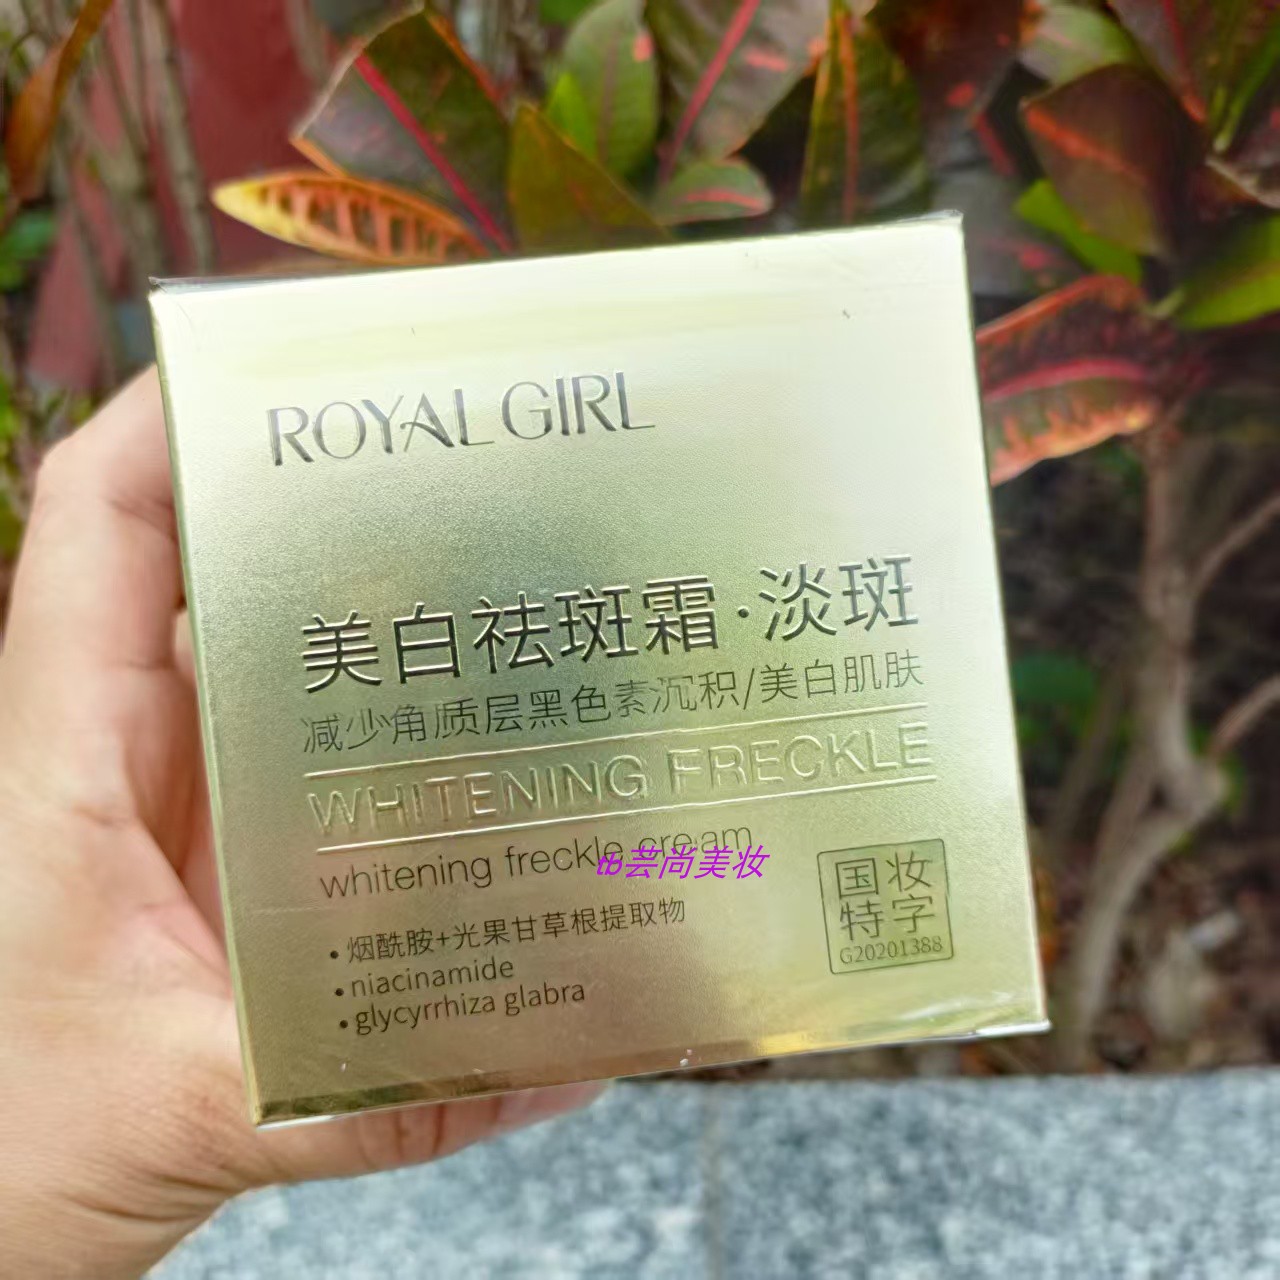 ROYAL GIRL
美白祛斑霜·淡斑
减少角质层黑色素沉积/美白肌肤
WHITENING FRECKLE
whitening freckle cream
tb芸尚美妆
•烟酰胺+光果甘草根提取物
•niacinamide
•glycyrrhiza glabra
国妆
特字
G20201388